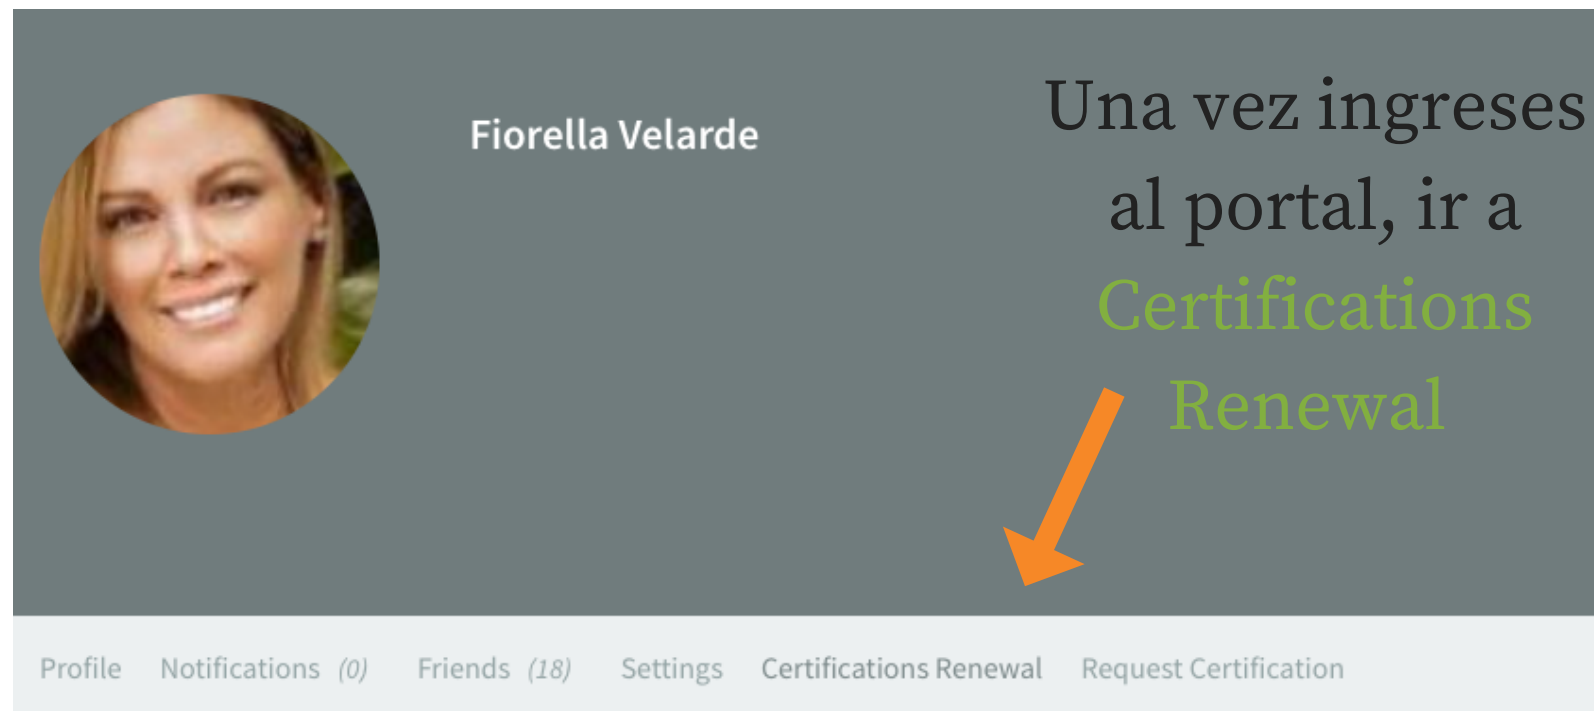 Fiorella Velarde
Una vez ingreses
al portal, ir a
Certifications
Renewal
Profile Notifications (0) Friends (18) Settings Certifications Renewal Request Certification